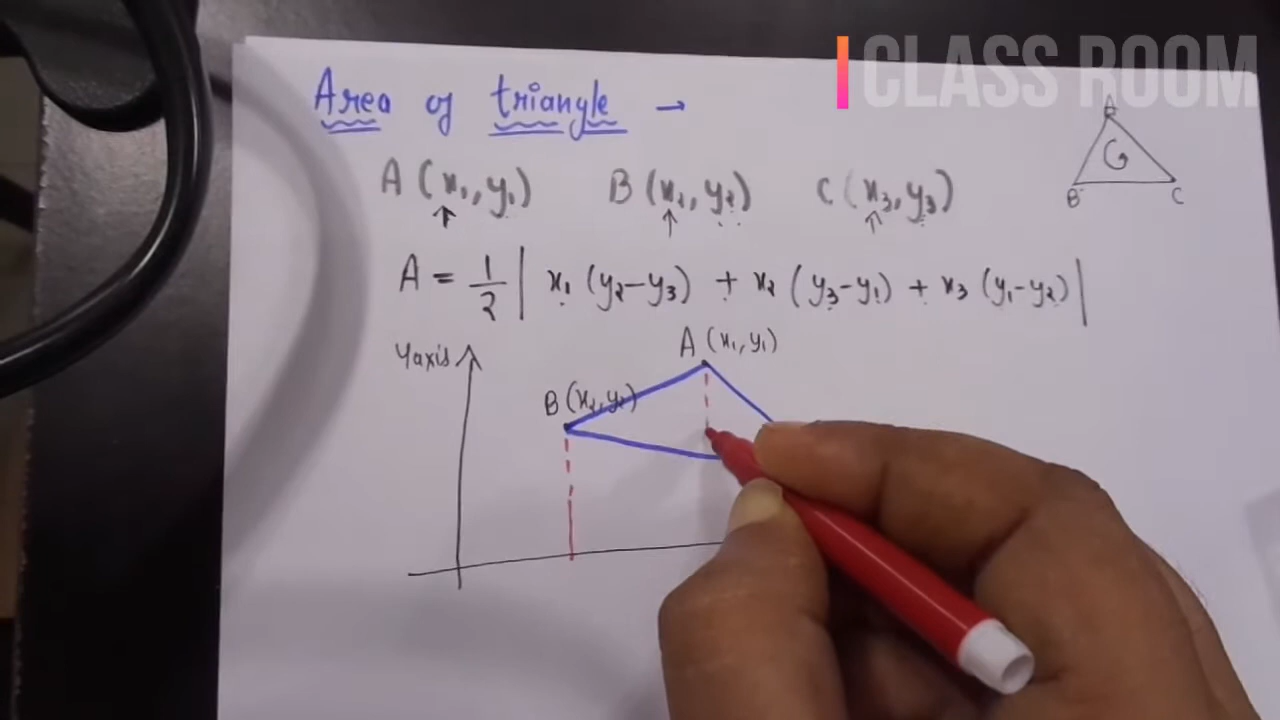 CLASS ROOM
Area of triangle →
A
B
C
A (x₁, y₁) B (x₂, y₂) C (x₃, y₃)
A = 1/2 | x₁ (y₂-y₃) + x₂ (y₃-y₁) + x₃ (y₁-y₂) |
Yaxis
A (x₁, y₁)
B (x₂, y₂)